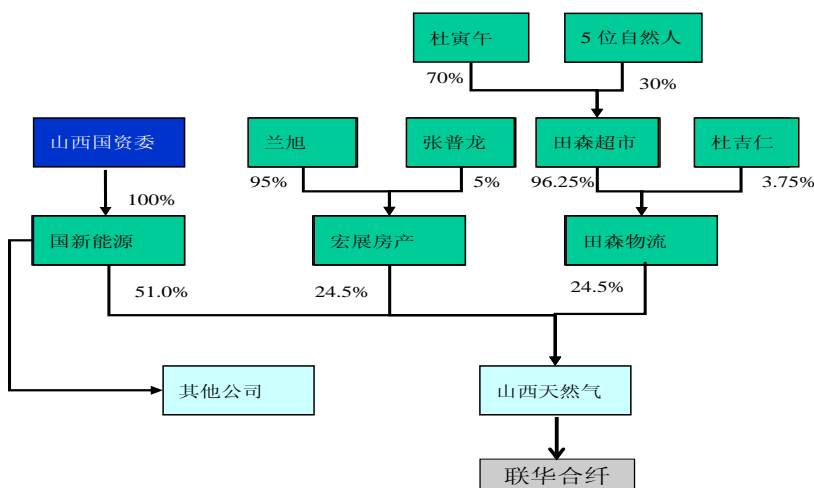 杜寅午
5 位自然人
70%
30%
山西国资委
兰旭
张普龙
田森超市
杜吉仁
100%
95%
5%
96.25%
3.75%
国新能源
宏展房产
田森物流
51.0%
24.5%
24.5%
其他公司
山西天然气
联华合纤